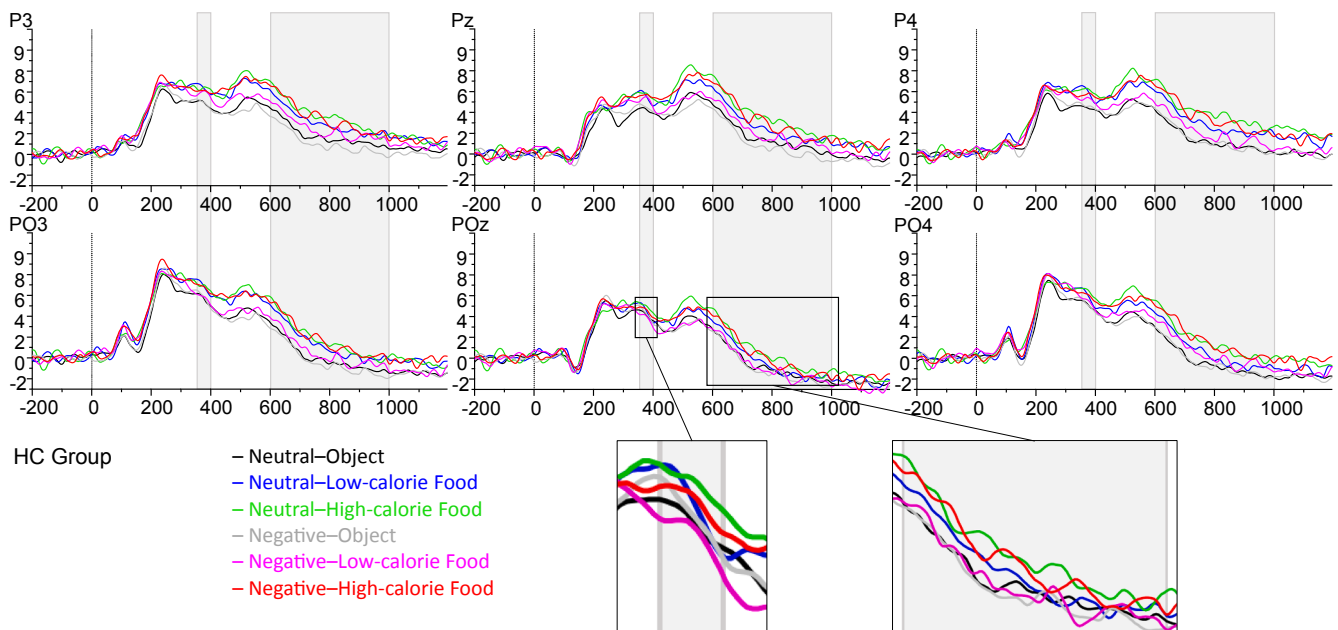 P3 Pz P4
9 9 9
8 8 8
6 6 6
4 4 4
2 2 2
0 0 0
-2 -2 -2
-200 0 200 400 600 800 1000 -200 0 200 400 600 800 1000 -200 0 200 400 600 800 1000
PO3 POz PO4
9 9 9
8 8 8
6 6 6
4 4 4
2 2 2
0 0 0
-2 -2 -2
-200 0 200 400 600 800 1000 -200 0 200 400 600 800 1000 -200 0 200 400 600 800 1000
HC Group
– Neutral–Object
– Neutral–Low-calorie Food
– Neutral–High-calorie Food
– Negative–Object
– Negative–Low-calorie Food
– Negative–High-calorie Food